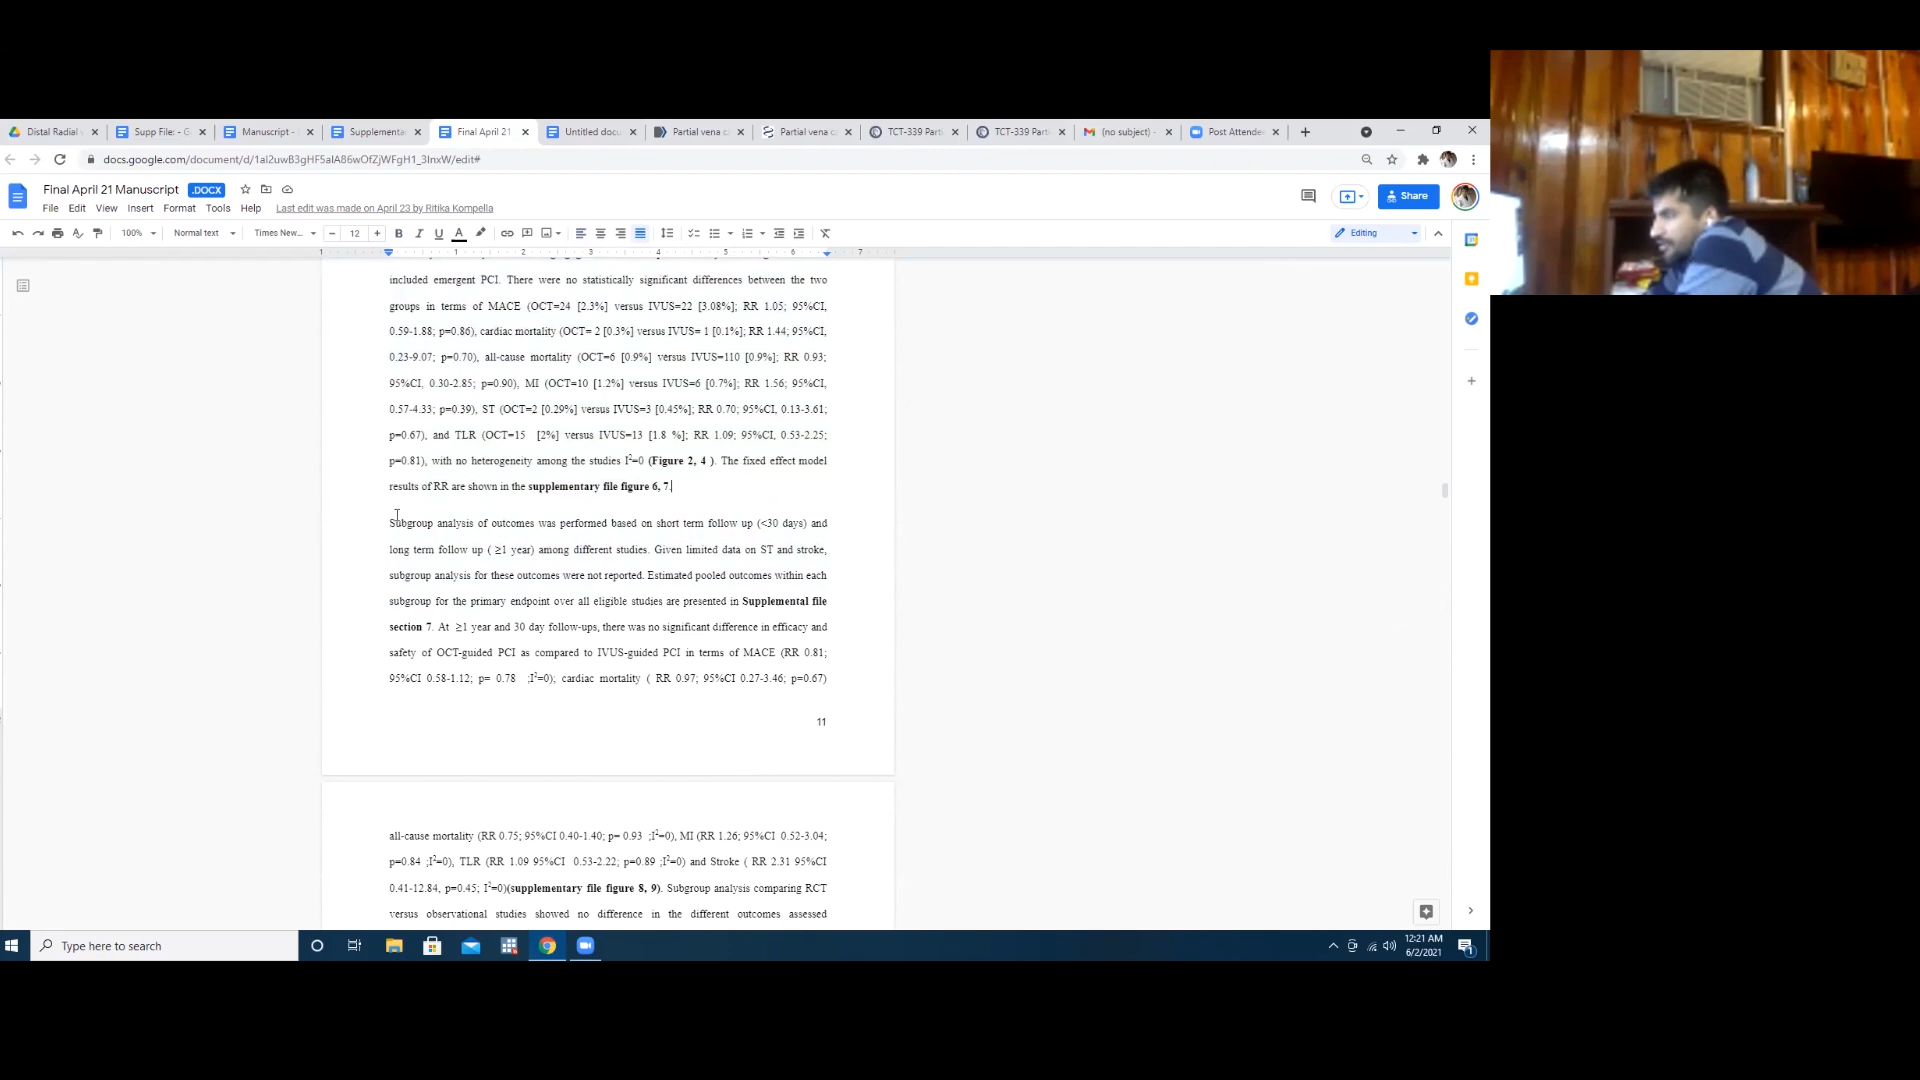 Distal Radial
Supp File: - G
Manuscript -
Supplementa
Final April 21
Untitled docu
Partial vena c
Partial vena c
TCT-339 Parti
TCT-339 Parti
(no subject) -
Post Attende
docs.google.com/document/d/1al2uwB3gHF5alA86wOfZjWFgH1_3lnxW/edit#
Final April 21 Manuscript .DOCX
File Edit View Insert Format Tools Help Last edit was made on April 23 by Ritika Kompella
Share
100% Normal text Times New... 12 B I U A Editing
1 1 2 3 4 5 6 7
included emergent PCI. There were no statistically significant differences between the two
groups in terms of MACE (OCT=24 [2.3%] versus IVUS=22 [3.08%]; RR 1.05; 95%CI,
0.59-1.88; p=0.86), cardiac mortality (OCT= 2 [0.3%] versus IVUS= 1 [0.1%]; RR 1.44; 95%CI,
0.23-9.07; p=0.70), all-cause mortality (OCT=6 [0.9%] versus IVUS=110 [0.9%]; RR 0.93;
95%CI, 0.30-2.85; p=0.90), MI (OCT=10 [1.2%] versus IVUS=6 [0.7%]; RR 1.56; 95%CI,
0.57-4.33; p=0.39), ST (OCT=2 [0.29%] versus IVUS=3 [0.45%]; RR 0.70; 95%CI, 0.13-3.61;
p=0.67), and TLR (OCT=15 [2%] versus IVUS=13 [1.8 %]; RR 1.09; 95%CI, 0.53-2.25;
p=0.81), with no heterogeneity among the studies I²=0 (Figure 2, 4 ). The fixed effect model
results of RR are shown in the supplementary file figure 6, 7.
Subgroup analysis of outcomes was performed based on short term follow up (<30 days) and
long term follow up ( ≥1 year) among different studies. Given limited data on ST and stroke,
subgroup analysis for these outcomes were not reported. Estimated pooled outcomes within each
subgroup for the primary endpoint over all eligible studies are presented in Supplemental file
section 7. At ≥1 year and 30 day follow-ups, there was no significant difference in efficacy and
safety of OCT-guided PCI as compared to IVUS-guided PCI in terms of MACE (RR 0.81;
95%CI 0.58-1.12; p= 0.78 ;I²=0); cardiac mortality ( RR 0.97; 95%CI 0.27-3.46; p=0.67)
11
all-cause mortality (RR 0.75; 95%CI 0.40-1.40; p= 0.93 ;I²=0), MI (RR 1.26; 95%CI 0.52-3.04;
p=0.84 ;I²=0), TLR (RR 1.09 95%CI 0.53-2.22; p=0.89 ;I²=0) and Stroke ( RR 2.31 95%CI
0.41-12.84, p=0.45; I²=0)(supplementary file figure 8, 9). Subgroup analysis comparing RCT
versus observational studies showed no difference in the different outcomes assessed
Type here to search
12:21 AM
6/2/2021
1